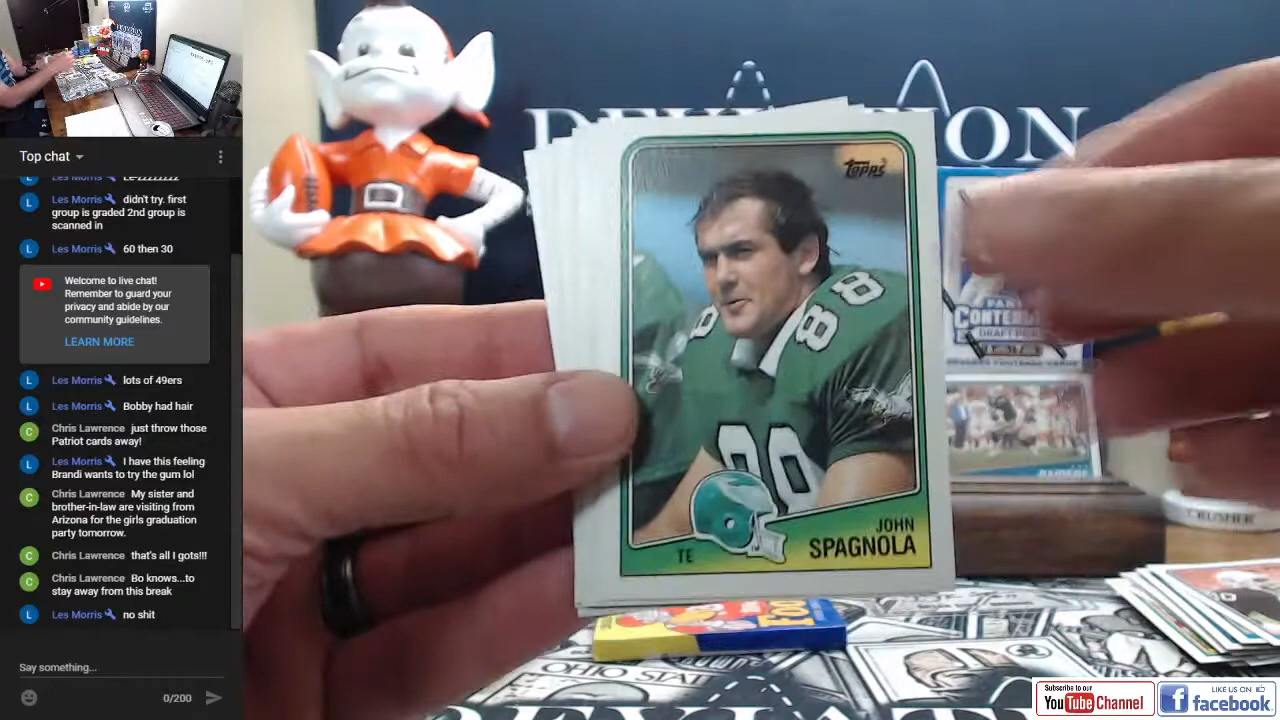 Top chat
Les Morris didn't try. first
group is graded 2nd group is
scanned in
Les Morris 60 then 30
Welcome to live chat!
Remember to guard your
privacy and abide by our
community guidelines.
LEARN MORE
Les Morris lots of 49ers
Les Morris Bobby had hair
Chris Lawrence just throw those
Patriot cards away!
Les Morris I have this feeling
Brandi wants to try the gum lol
Chris Lawrence My sister and
brother-in-law are visiting from
Arizona for the girls graduation
party tomorrow.
Chris Lawrence that's all I gots!!!
Chris Lawrence Bo knows...to
stay away from this break
Les Morris no shit
Say something...
0/200
TOPPS
88
88
TE
JOHN
SPAGNOLA
DRAFT
RAIDERS
CRUSHER
OHIO STAT
Subscribe to our
YouTube Channel
LIKE US ON
facebook